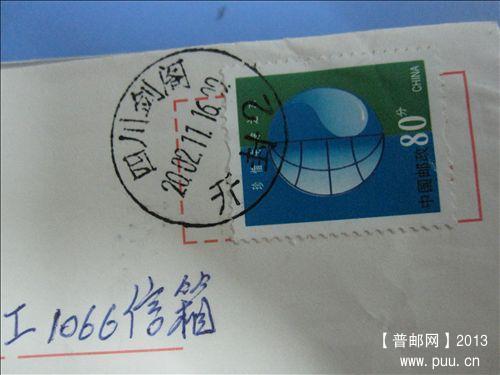 四川剑阁
2002.11.16
开封2
珍惜
80分
CHINA
中国邮政
工1066信箱
【普邮网】2013
www.puu.cn